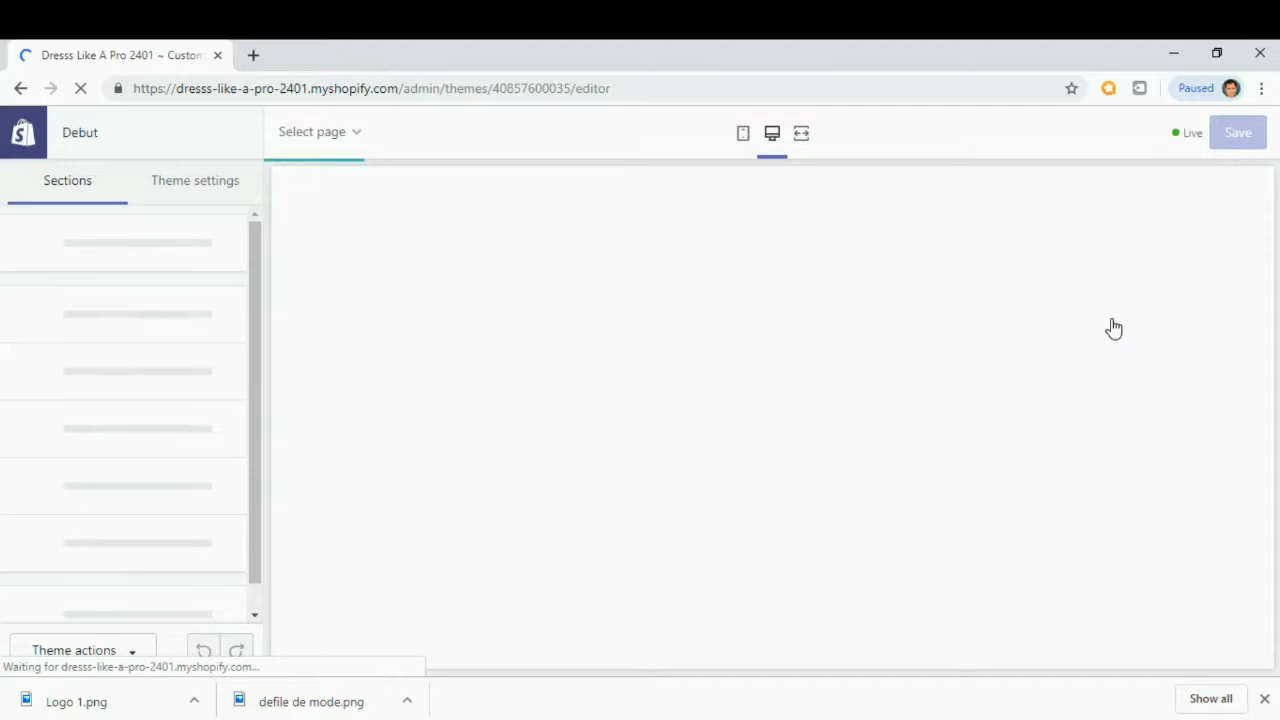 Dresss Like A Pro 2401 ~ Custom
https://dresss-like-a-pro-2401.myshopify.com/admin/themes/40857600035/editor
Paused
Debut
Select page
Live
Save
Sections
Theme settings
Theme actions
Waiting for dresss-like-a-pro-2401.myshopify.com...
Logo 1.png
defile de mode.png
Show all